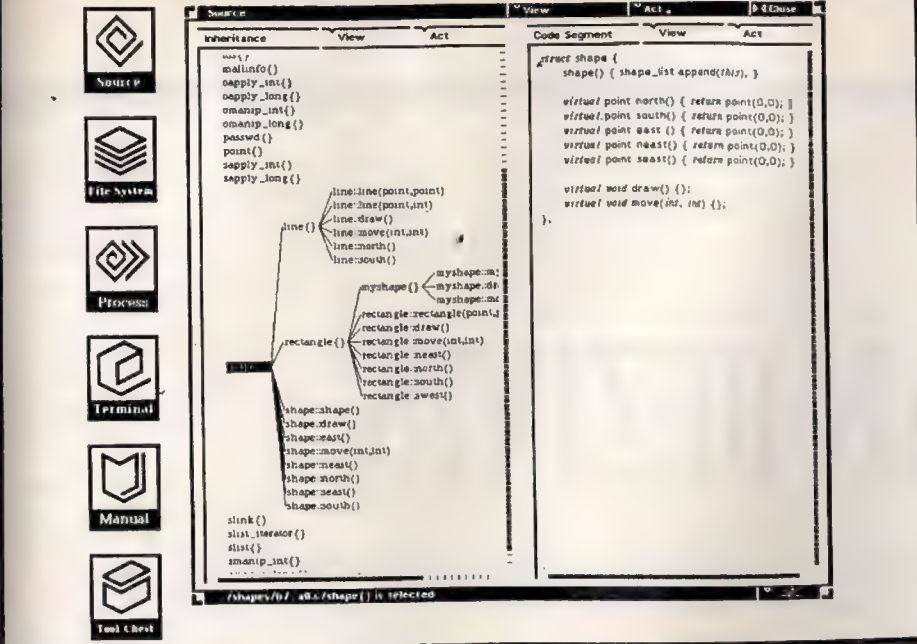 Source
File System
Process
Terminal
Manual
Tool Chest
Source View Act Close
Inheritance View Act
mallinfo{}
oapply_int{}
oapply_long{}
omanip_int{}
omanip_long{}
passwd{}
point{}
sapply_int{}
sapply_long{}
line{}
line::line(point,point)
line::line(point,int)
line::draw()
line::move(int,int)
line::north()
line::south()
rectangle{}
myshape{}
rectangle::rectangle(point,
rectangle::draw()
rectangle::move(int,int)
rectangle::neast()
rectangle::north()
rectangle::south()
rectangle::swest()
shape::shape()
shape::draw()
shape::east()
shape::move(int,int)
shape::neast()
shape::north()
shape::seast()
shape::south()
slink{}
slist_iterator{}
slist{}
smanip_int{}
Code Segment View Act
struct shape {
shape() { shape_list.append(this); }
virtual point north() { return point(0,0); }
virtual point south() { return point(0,0); }
virtual point east () { return point(0,0); }
virtual point neast() { return point(0,0); }
virtual point seast() { return point(0,0); }
virtual void draw() {};
virtual void move(int, int) {};
};
/shape{} is selected